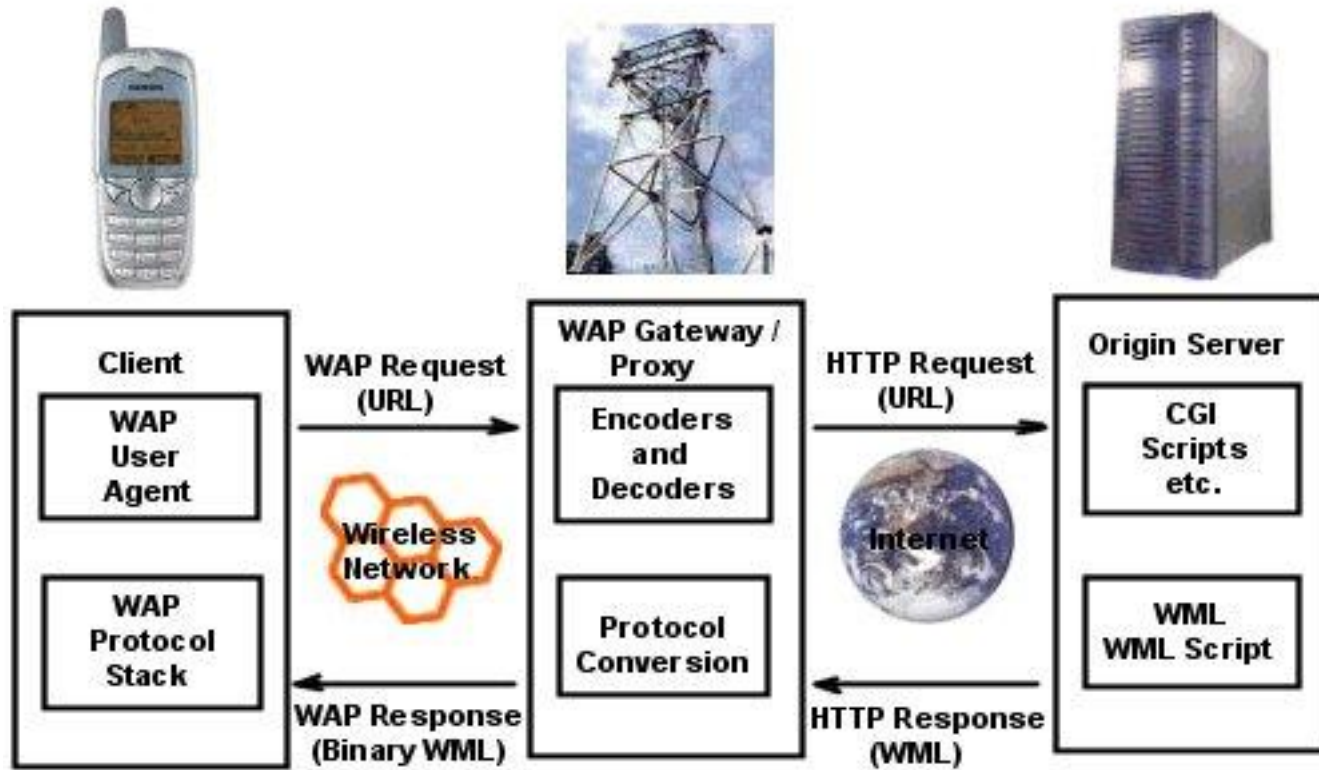 Client
WAP
User
Agent
WAP
Protocol
Stack
WAP Request
(URL)
Wireless
Network
WAP Response
(Binary WML)
WAP Gateway /
Proxy
Encoders
and
Decoders
Protocol
Conversion
HTTP Request
(URL)
Internet
HTTP Response
(WML)
Origin Server
CGI
Scripts
etc.
WML
WML Script